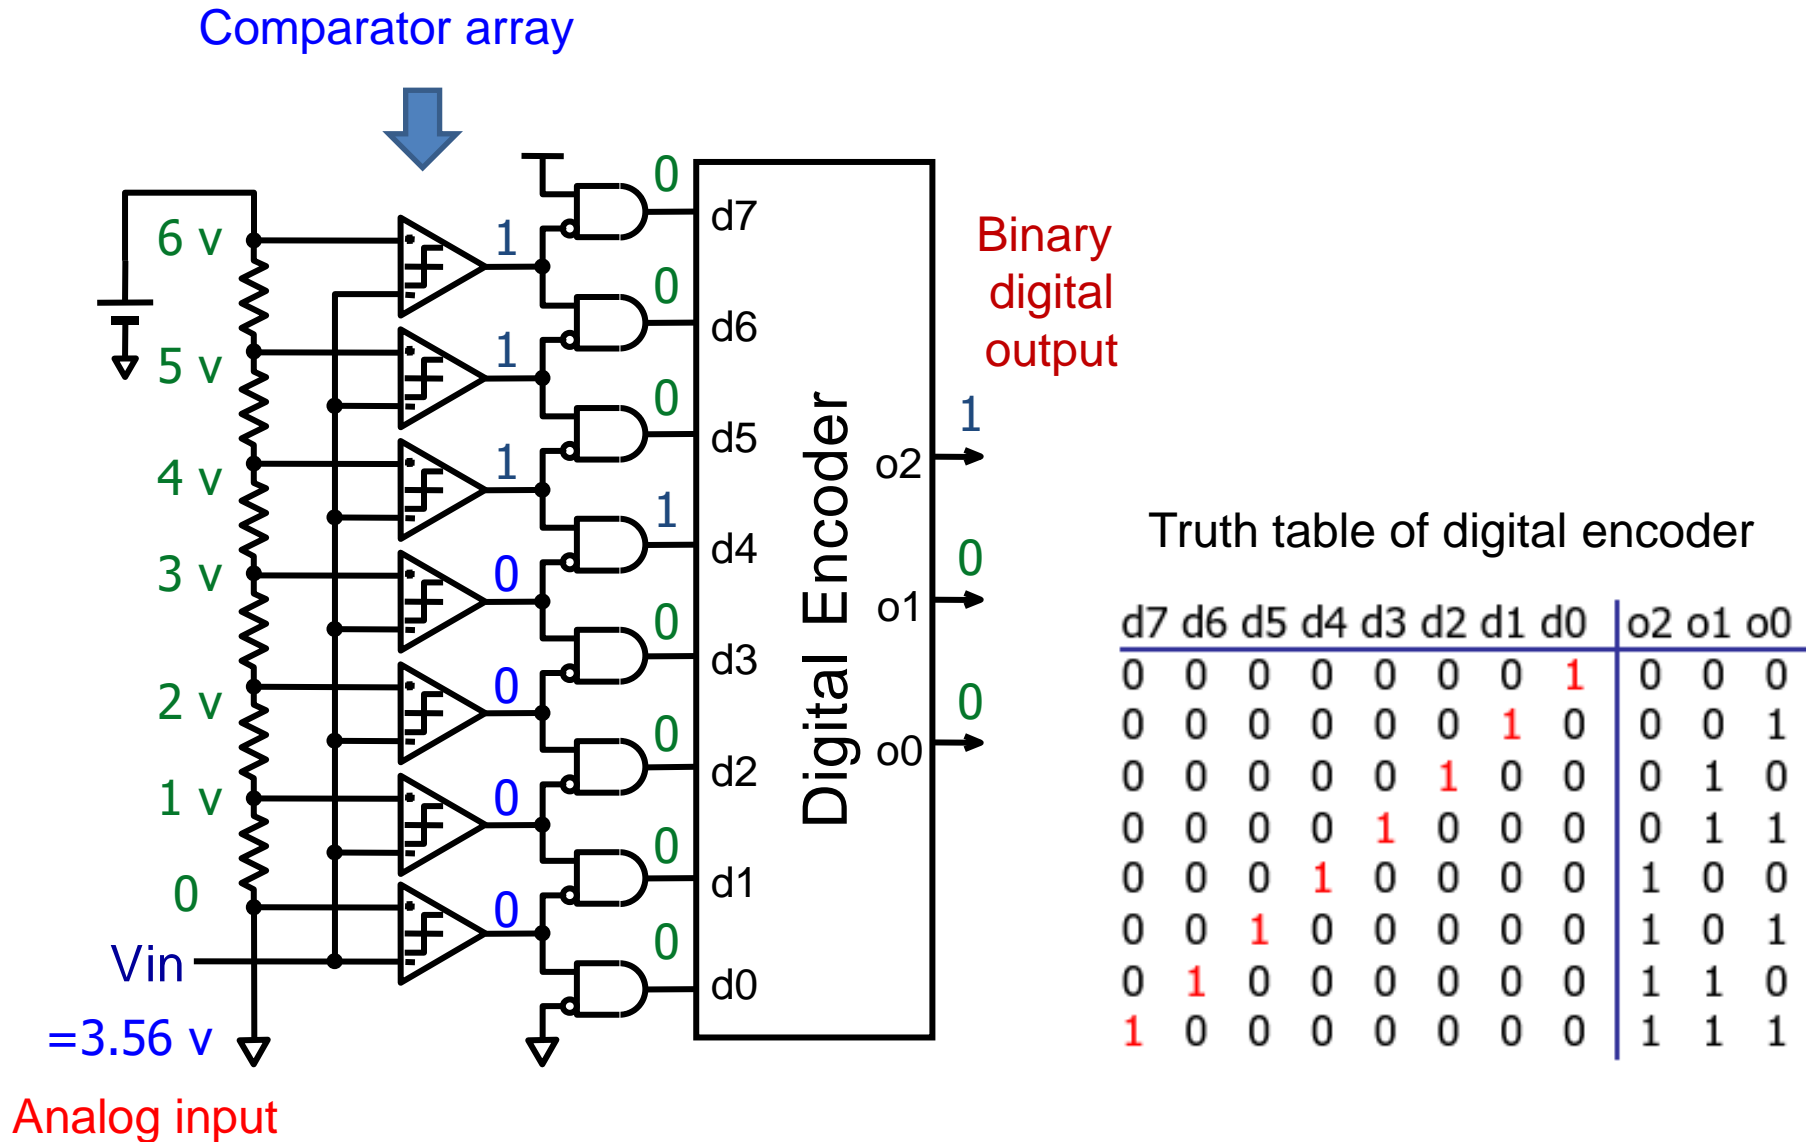 Comparator array
6 v
5 v
4 v
3 v
2 v
1 v
0
Vin
=3.56 v
Analog input
1
1
1
0
0
0
0
0
0
0
1
0
0
0
0
d7
d6
d5
d4
d3
d2
d1
d0
Digital Encoder
o2
o1
o0
Binary
digital
output
1
0
0
Truth table of digital encoder
d7 d6 d5 d4 d3 d2 d1 d0 o2 o1 o0
0 0 0 0 0 0 0 1 0 0 0
0 0 0 0 0 0 1 0 0 0 1
0 0 0 0 0 1 0 0 0 1 0
0 0 0 0 1 0 0 0 0 1 1
0 0 0 1 0 0 0 0 1 0 0
0 0 1 0 0 0 0 0 1 0 1
0 1 0 0 0 0 0 0 1 1 0
1 0 0 0 0 0 0 0 1 1 1